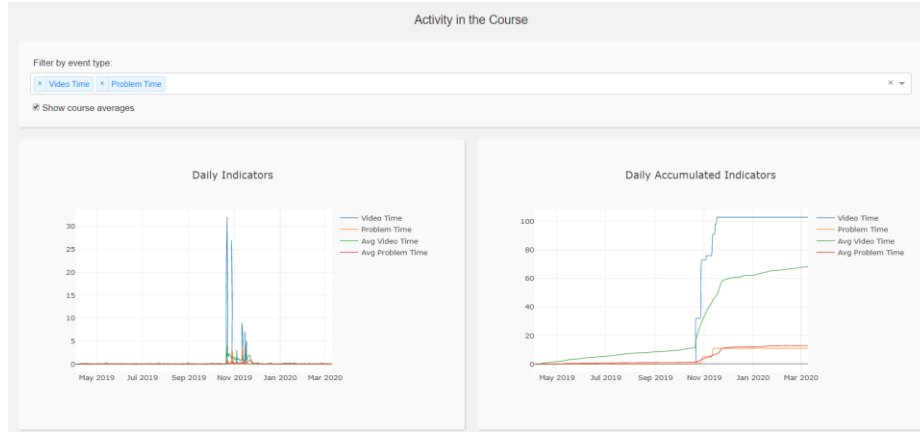 Activity in the Course
Filter by event type:
× Video Time × Problem Time
Show course averages
Daily Indicators
30
25
20
15
10
5
0
May 2019 Jul 2019 Sep 2019 Nov 2019 Jan 2020 Mar 2020
Video Time
Problem Time
Avg Video Time
Avg Problem Time
Daily Accumulated Indicators
100
80
60
40
20
0
May 2019 Jul 2019 Sep 2019 Nov 2019 Jan 2020 Mar 2020
Video Time
Problem Time
Avg Video Time
Avg Problem Time